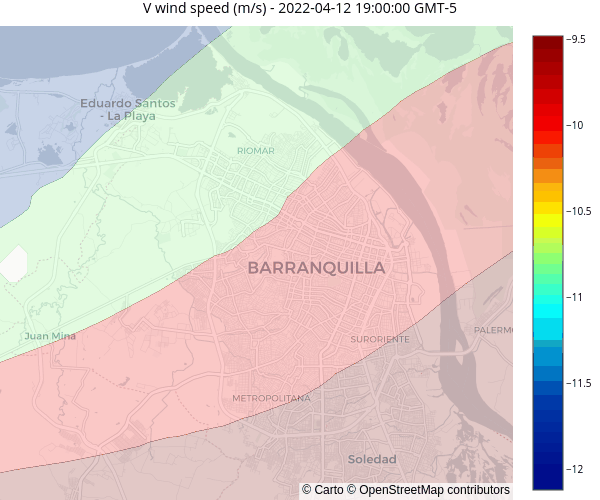 V wind speed (m/s) - 2022-04-12 19:00:00 GMT-5
Eduardo Santos
- La Playa
RIOMAR
BARRANQUILLA
Juan Mina
SURORIENTE
PALERMO
METROPOLITANA
Soledad
© Carto © OpenStreetMap contributors
−9.5
−10
−10.5
−11
−11.5
−12